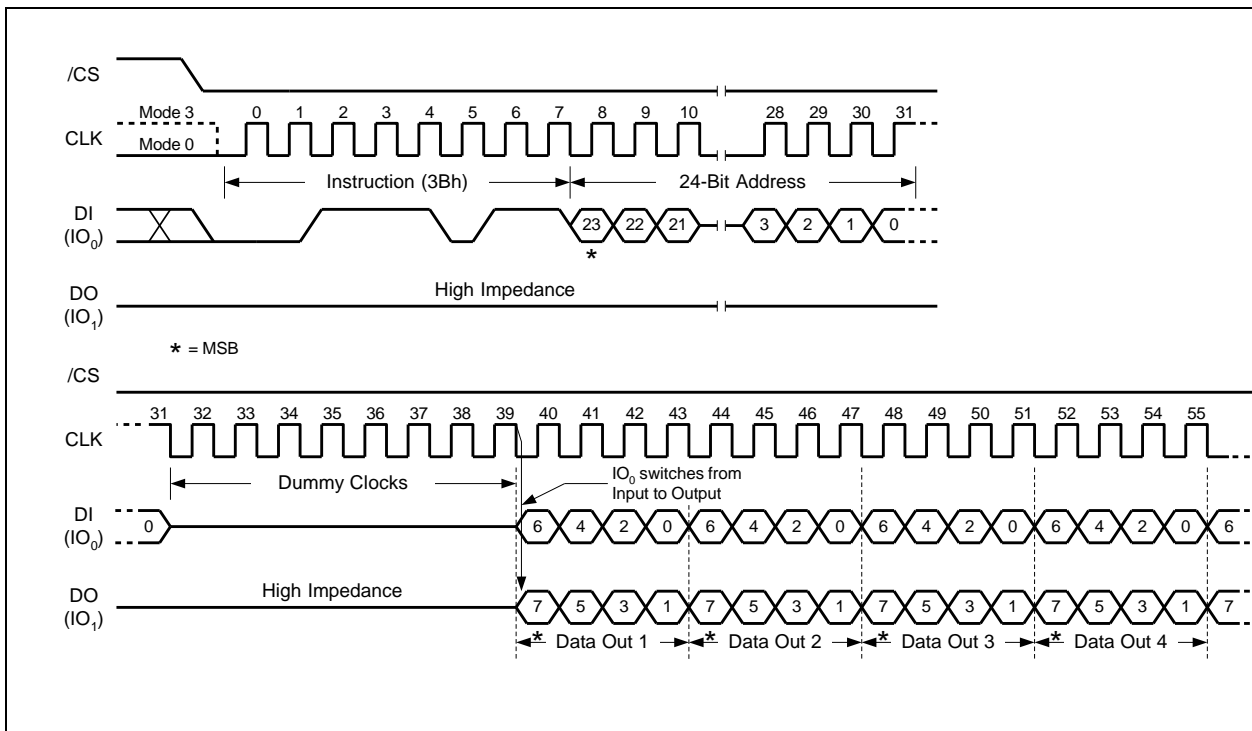 /CS
Mode 3 0 1 2 3 4 5 6 7 8 9 10 28 29 30 31
CLK
Mode 0
Instruction (3Bh) 24-Bit Address
DI
(IO₀)
23 22 21 3 2 1 0
*
High Impedance
DO
(IO₁)
* = MSB
/CS
31 32 33 34 35 36 37 38 39 40 41 42 43 44 45 46 47 48 49 50 51 52 53 54 55
CLK
Dummy Clocks
IO₀ switches from
Input to Output
DI
(IO₀)
0 6 4 2 0 6 4 2 0 6 4 2 0 6 4 2 0 6
High Impedance
DO
(IO₁)
7 5 3 1 7 5 3 1 7 5 3 1 7 5 3 1 7
* Data Out 1 * Data Out 2 * Data Out 3 * Data Out 4